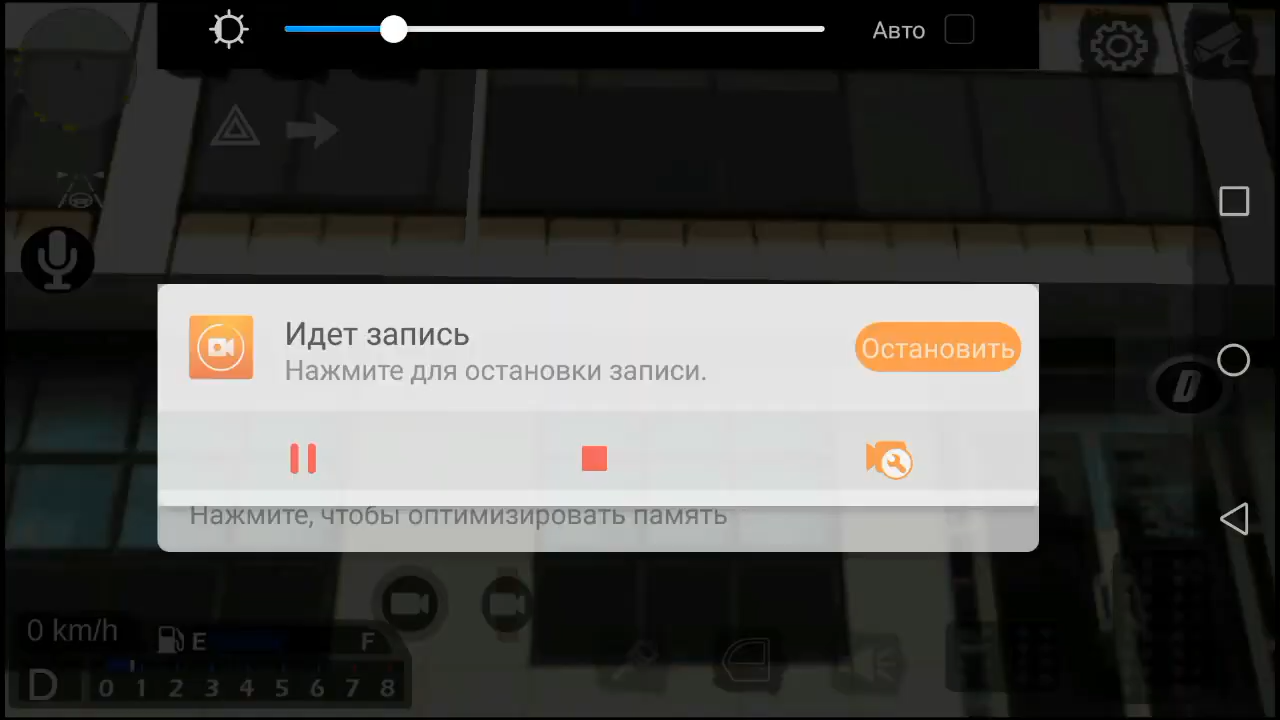 Авто
Идет запись
Нажмите для остановки записи.
Остановить
Нажмите, чтобы оптимизировать память
D
0 km/h
E F
D
0 1 2 3 4 5 6 7 8